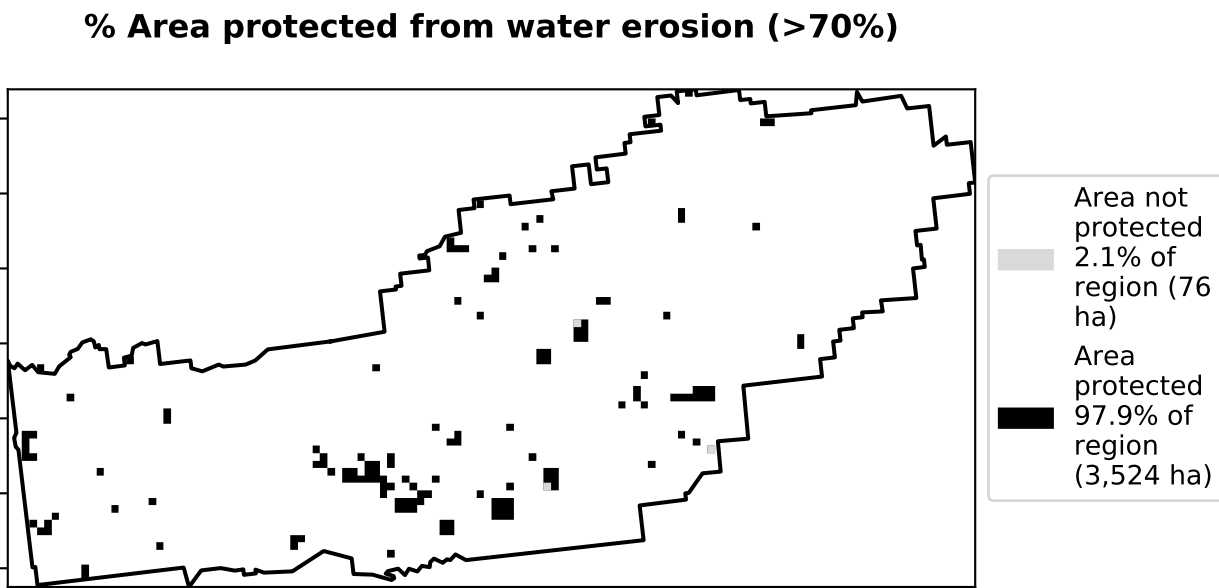 % Area protected from water erosion (>70%)
Area not
protected
2.1% of
region (76
ha)
Area
protected
97.9% of
region
(3,524 ha)